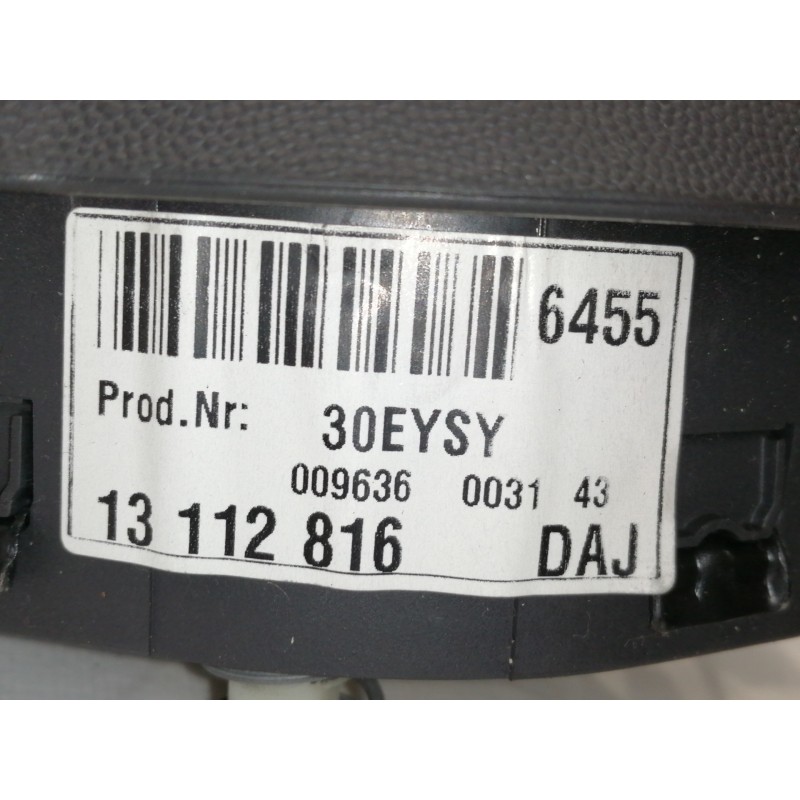 6455
Prod.Nr: 30EYSY
009636 0031 43
13 112 816 DAJ